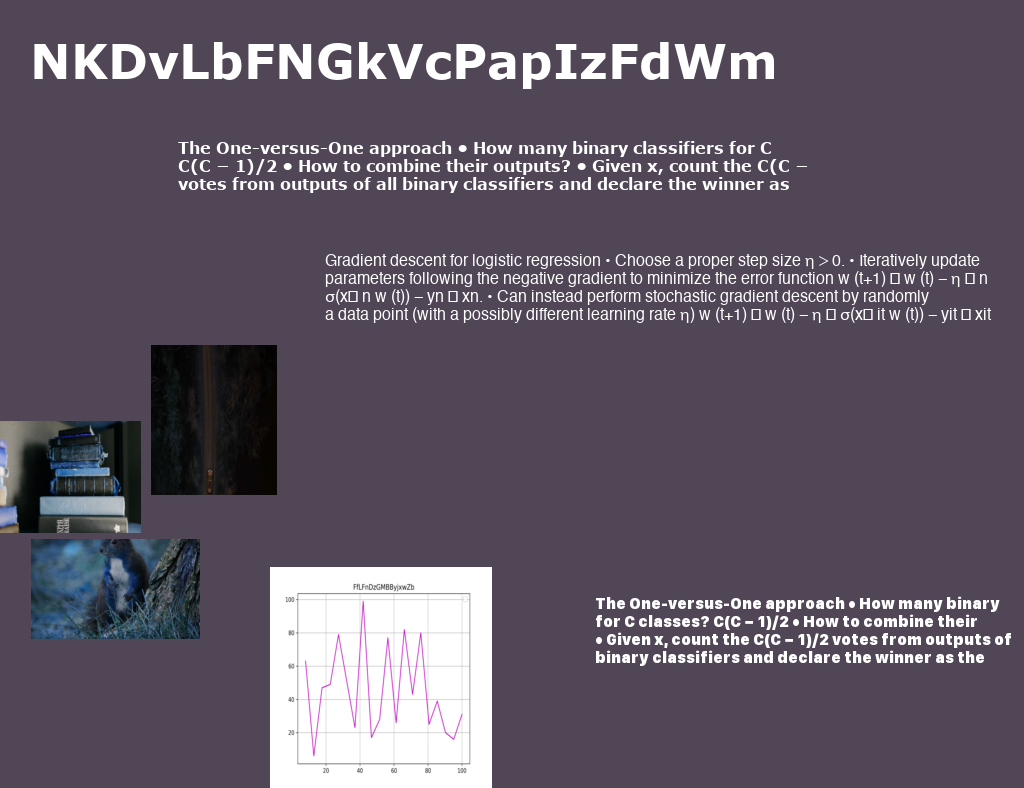 NKDvLbFNGkVcPapIzFdWm
The One-versus-One approach • How many binary classifiers for C
C(C − 1)/2 • How to combine their outputs? • Given x, count the C(C −
votes from outputs of all binary classifiers and declare the winner as
Gradient descent for logistic regression • Choose a proper step size η > 0. • Iteratively update
parameters following the negative gradient to minimize the error function w (t+1) □ w (t) – η □ n
σ(x□ n w (t)) – yn □ xn. • Can instead perform stochastic gradient descent by randomly
a data point (with a possibly different learning rate η) w (t+1) □ w (t) – η □ σ(x□ it w (t)) – yit □ xit
FfLFnDzGMBByjxwZb
100
80
60
40
20
20 40 60 80 100
The One-versus-One approach • How many binary
for C classes? C(C – 1)/2 • How to combine their
• Given x, count the C(C – 1)/2 votes from outputs of
binary classifiers and declare the winner as the